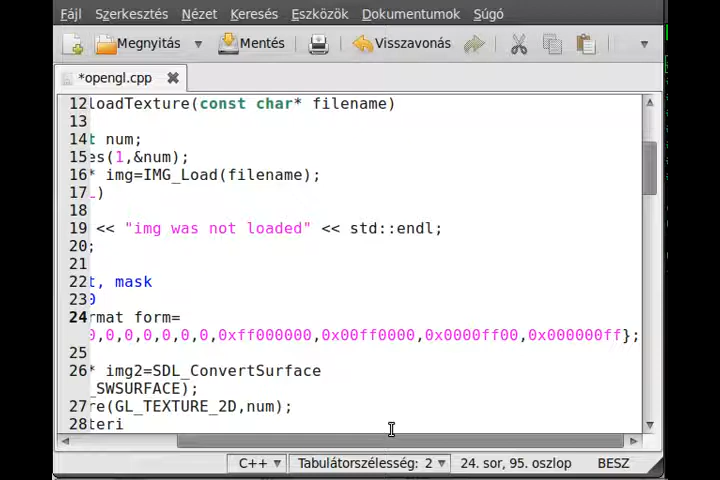 Fájl Szerkesztés Nézet Keresés Eszközök Dokumentumok Súgó
Megnyitás Mentés Visszavonás
*opengl.cpp
12 loadTexture(const char* filename)
13
14 t num;
15 es(1,&num);
16 * img=IMG_Load(filename);
17 )
18
19 << "img was not loaded" << std::endl;
20 ;
21
22 t, mask
23 0
24 rmat form=
0,0,0,0,0,0,0,0xff000000,0x00ff0000,0x0000ff00,0x000000ff};
25
26 * img2=SDL_ConvertSurface
_SWSURFACE);
27 re(GL_TEXTURE_2D,num);
28 teri
C++ Tabulátorszélesség: 2 24. sor, 95. oszlop BESZ